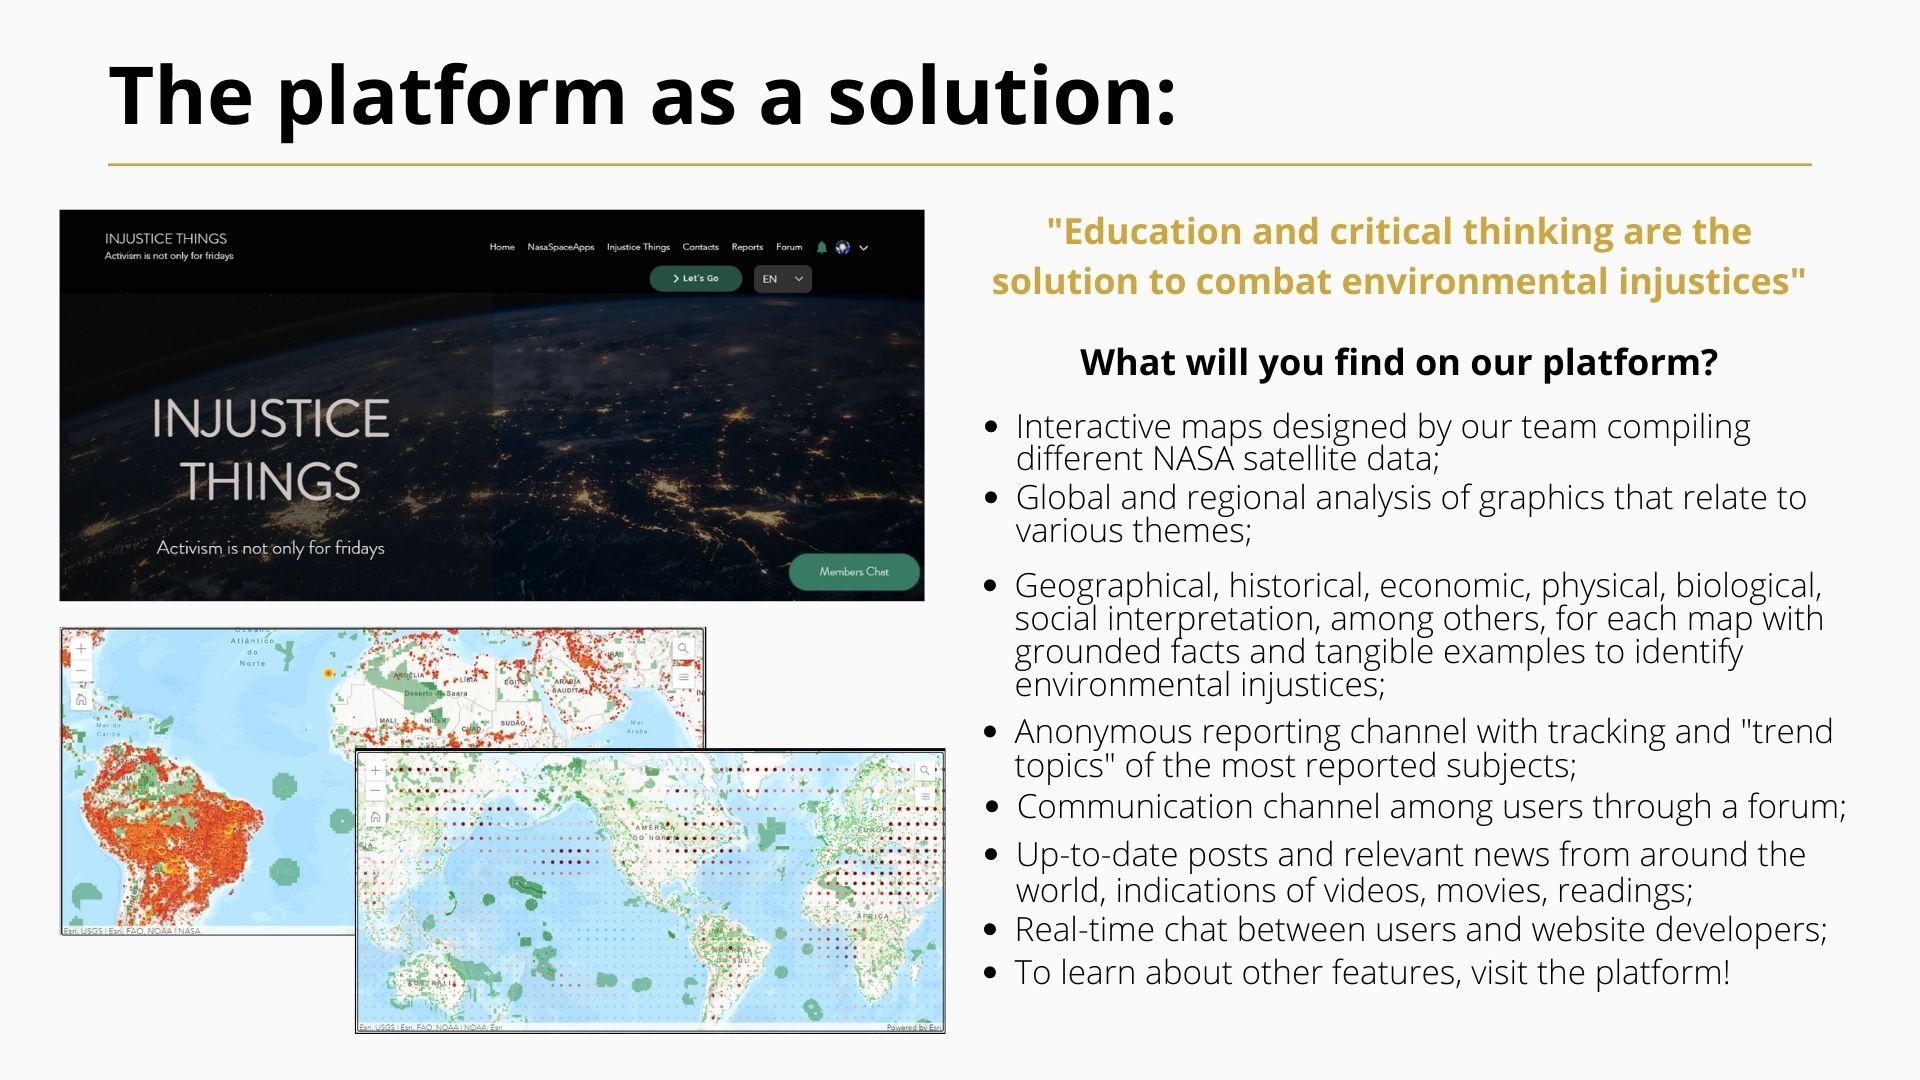 The platform as a solution:
INJUSTICE THINGS
Activism is not only for fridays
Home NasaSpaceApps Injustice Things Contacts Reports Forum
Let's Go
EN
INJUSTICE
THINGS
Activism is not only for fridays
Members Chat
Oceano
Atlântico
do
Norte
Mar do
Caribe
ARGÉLIA
LÍBIA
EGITO
ARÁBIA
SAUDITA
Deserto do Saara
MALI
NÍGER
SUDÃO
Mar
Árabe
Esri, USGS | Esri, FAO, NOAA | NASA
AMÉRICA
DO NORTE
EUROPA
ÁFRICA
AMÉRICA
DO SUL
AUSTRÁLIA
Esri, USGS | Esri, FAO, NOAA | NOAA, Esri
Powered by Esri
"Education and critical thinking are the
solution to combat environmental injustices"
What will you find on our platform?
• Interactive maps designed by our team compiling
different NASA satellite data;
• Global and regional analysis of graphics that relate to
various themes;
• Geographical, historical, economic, physical, biological,
social interpretation, among others, for each map with
grounded facts and tangible examples to identify
environmental injustices;
• Anonymous reporting channel with tracking and "trend
topics" of the most reported subjects;
• Communication channel among users through a forum;
• Up-to-date posts and relevant news from around the
world, indications of videos, movies, readings;
• Real-time chat between users and website developers;
• To learn about other features, visit the platform!